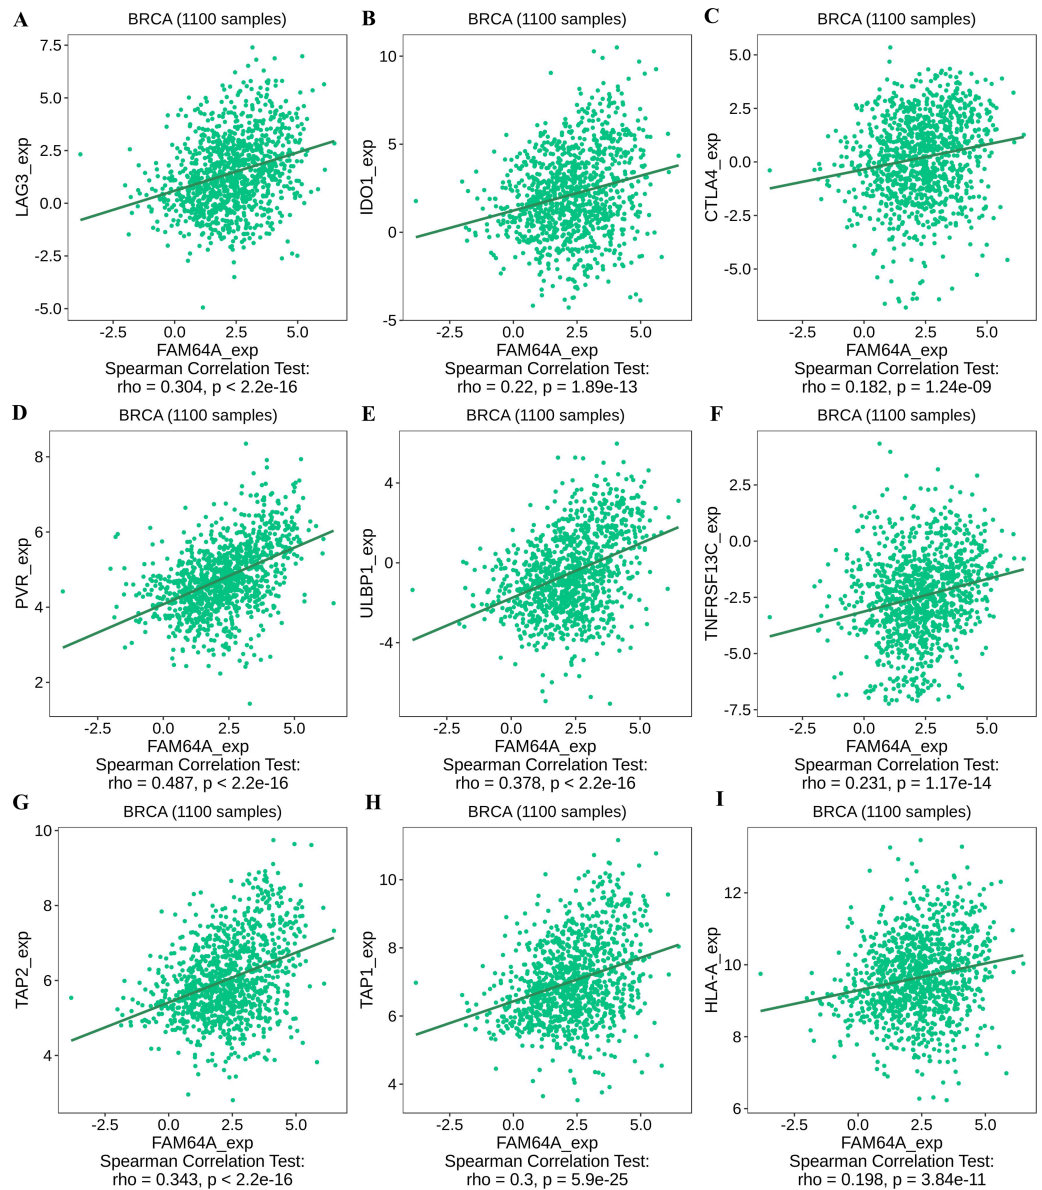 A
BRCA (1100 samples)
LAG3_exp
7.5
5.0
2.5
0.0
-2.5
-5.0
-2.5 0.0 2.5 5.0
FAM64A_exp
Spearman Correlation Test:
rho = 0.304, p < 2.2e-16
B
BRCA (1100 samples)
IDO1_exp
10
5
0
-5
-2.5 0.0 2.5 5.0
FAM64A_exp
Spearman Correlation Test:
rho = 0.22, p = 1.89e-13
C
BRCA (1100 samples)
CTLA4_exp
5.0
2.5
0.0
-2.5
-5.0
-2.5 0.0 2.5 5.0
FAM64A_exp
Spearman Correlation Test:
rho = 0.182, p = 1.24e-09
D
BRCA (1100 samples)
PVR_exp
8
6
4
2
-2.5 0.0 2.5 5.0
FAM64A_exp
Spearman Correlation Test:
rho = 0.487, p < 2.2e-16
E
BRCA (1100 samples)
ULBP1_exp
4
0
-4
-2.5 0.0 2.5 5.0
FAM64A_exp
Spearman Correlation Test:
rho = 0.378, p < 2.2e-16
F
BRCA (1100 samples)
TNFRSF13C_exp
2.5
0.0
-2.5
-5.0
-7.5
-2.5 0.0 2.5 5.0
FAM64A_exp
Spearman Correlation Test:
rho = 0.231, p = 1.17e-14
G
BRCA (1100 samples)
TAP2_exp
10
8
6
4
-2.5 0.0 2.5 5.0
FAM64A_exp
Spearman Correlation Test:
rho = 0.343, p < 2.2e-16
H
BRCA (1100 samples)
TAP1_exp
10
8
6
4
-2.5 0.0 2.5 5.0
FAM64A_exp
Spearman Correlation Test:
rho = 0.3, p = 5.9e-25
I
BRCA (1100 samples)
HLA-A_exp
12
10
8
6
-2.5 0.0 2.5 5.0
FAM64A_exp
Spearman Correlation Test:
rho = 0.198, p = 3.84e-11